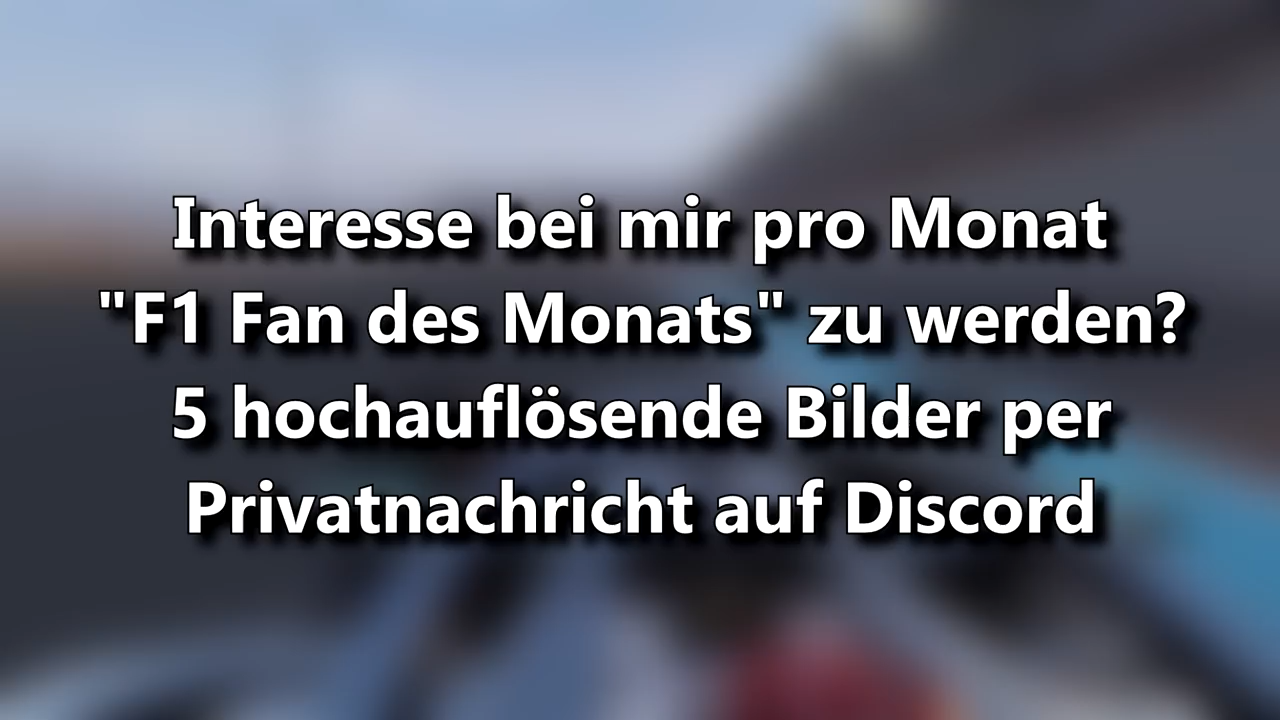 Interesse bei mir pro Monat
"F1 Fan des Monats" zu werden?
5 hochauflösende Bilder per
Privatnachricht auf Discord